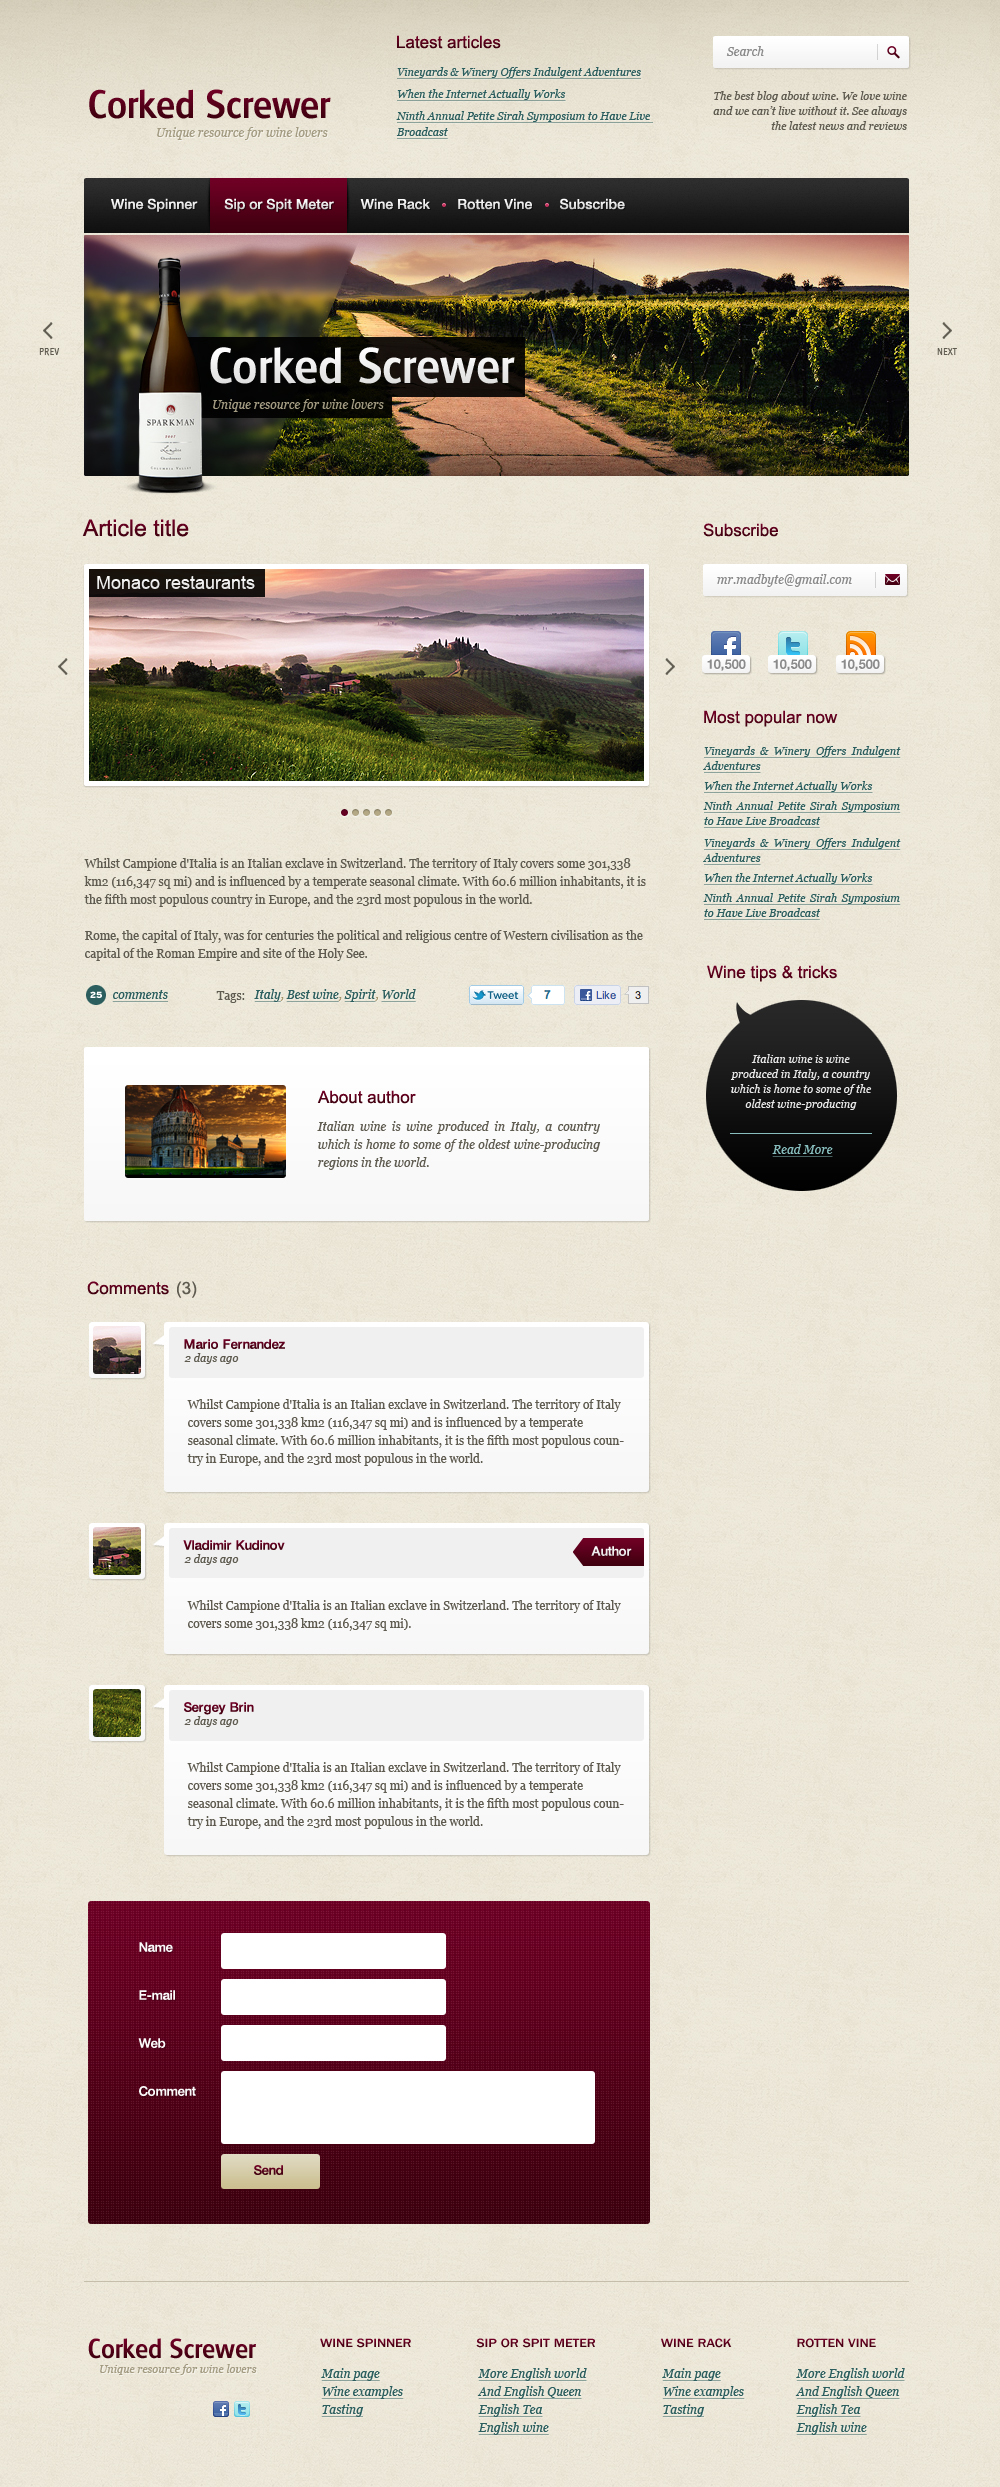 Corked Screwer
Unique resource for wine lovers
Latest articles
Vineyards & Winery Offers Indulgent Adventures
When the Internet Actually Works
Ninth Annual Petite Sirah Symposium to Have Live
Broadcast
Search
The best blog about wine. We love wine
and we can't live without it. See always
the latest news and reviews
Wine Spinner
Sip or Spit Meter
Wine Rack
Rotten Vine
Subscribe
PREV
NEXT
Corked Screwer
Unique resource for wine lovers
SPARKMAN
2007
Chardonnay
COLUMBIA VALLEY
Article title
Monaco restaurants
Whilst Campione d'Italia is an Italian exclave in Switzerland. The territory of Italy covers some 301,338
km2 (116,347 sq mi) and is influenced by a temperate seasonal climate. With 60.6 million inhabitants, it is
the fifth most populous country in Europe, and the 23rd most populous in the world.
Rome, the capital of Italy, was for centuries the political and religious centre of Western civilisation as the
capital of the Roman Empire and site of the Holy See.
25 comments
Tags: Italy, Best wine, Spirit, World
Tweet 7
Like 3
About author
Italian wine is wine produced in Italy, a country
which is home to some of the oldest wine-producing
regions in the world.
Subscribe
mr.madbyte@gmail.com
10,500
10,500
10,500
Most popular now
Vineyards & Winery Offers Indulgent
Adventures
When the Internet Actually Works
Ninth Annual Petite Sirah Symposium
to Have Live Broadcast
Vineyards & Winery Offers Indulgent
Adventures
When the Internet Actually Works
Ninth Annual Petite Sirah Symposium
to Have Live Broadcast
Wine tips & tricks
Italian wine is wine
produced in Italy, a country
which is home to some of the
oldest wine-producing
Read More
Comments (3)
Mario Fernandez
2 days ago
Whilst Campione d'Italia is an Italian exclave in Switzerland. The territory of Italy
covers some 301,338 km2 (116,347 sq mi) and is influenced by a temperate
seasonal climate. With 60.6 million inhabitants, it is the fifth most populous coun-
try in Europe, and the 23rd most populous in the world.
Vladimir Kudinov
2 days ago
Author
Whilst Campione d'Italia is an Italian exclave in Switzerland. The territory of Italy
covers some 301,338 km2 (116,347 sq mi).
Sergey Brin
2 days ago
Whilst Campione d'Italia is an Italian exclave in Switzerland. The territory of Italy
covers some 301,338 km2 (116,347 sq mi) and is influenced by a temperate
seasonal climate. With 60.6 million inhabitants, it is the fifth most populous coun-
try in Europe, and the 23rd most populous in the world.
Name
E-mail
Web
Comment
Send
Corked Screwer
Unique resource for wine lovers
WINE SPINNER
Main page
Wine examples
Tasting
SIP OR SPIT METER
More English world
And English Queen
English Tea
English wine
WINE RACK
Main page
Wine examples
Tasting
ROTTEN VINE
More English world
And English Queen
English Tea
English wine